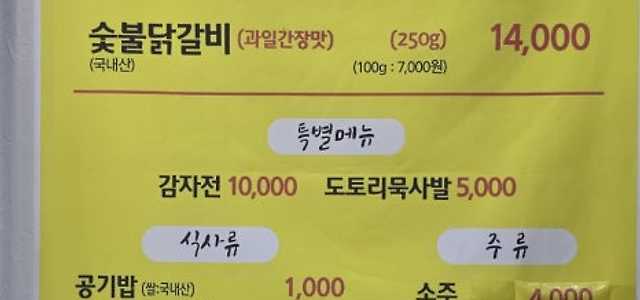 숯불닭갈비 (과일간장맛) (250g) 14,000
(국내산) (100g : 7,000원)
특별메뉴
감자전 10,000 도토리묵사발 5,000
식사류 주류
공기밥 (쌀:국내산) 1,000 소주 4,000